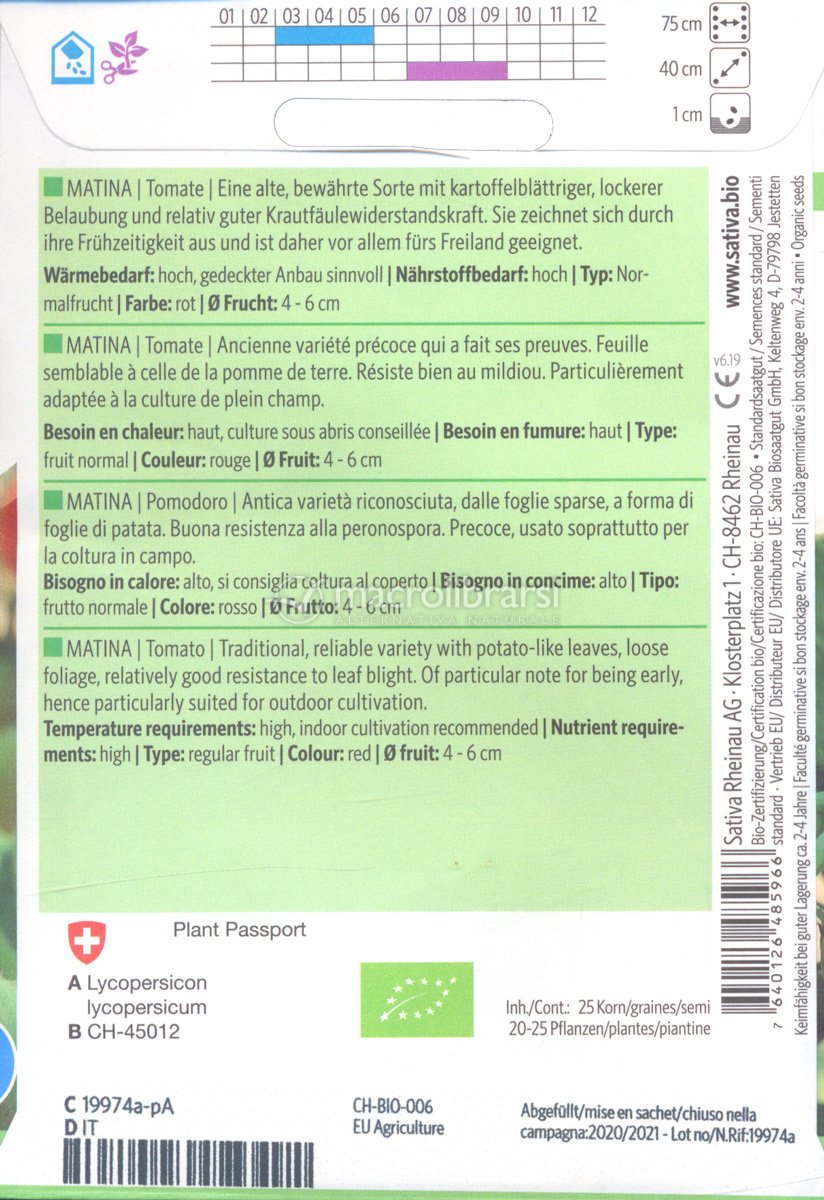 01 02 03 04 05 06 07 08 09 10 11 12
75 cm
40 cm
1 cm
MATINA | Tomate | Eine alte, bewährte Sorte mit kartoffelblättriger, lockerer
Belaubung und relativ guter Krautfäulewiderstandskraft. Sie zeichnet sich durch
ihre Frühzeitigkeit aus und ist daher vor allem fürs Freiland geeignet.
Wärmebedarf: hoch, gedeckter Anbau sinnvoll | Nährstoffbedarf: hoch | Typ: Nor-
malfrucht | Farbe: rot | Ø Frucht: 4 - 6 cm
MATINA | Tomate | Ancienne variété précoce qui a fait ses preuves. Feuille
semblable à celle de la pomme de terre. Résiste bien au mildiou. Particulièrement
adaptée à la culture de plein champ.
Besoin en chaleur: haut, culture sous abris conseillée | Besoin en fumure: haut | Type:
fruit normal | Couleur: rouge | Ø Fruit: 4 - 6 cm
MATINA | Pomodoro | Antica varietà riconosciuta, dalle foglie sparse, a forma di
foglie di patata. Buona resistenza alla peronospora. Precoce, usato soprattutto per
la coltura in campo.
Bisogno in calore: alto, si consiglia coltura al coperto | Bisogno in concime: alto | Tipo:
frutto normale | Colore: rosso | Ø Frutto: 4 - 6 cm
macrolibrarsi
ALTERNATIVA NATURALE
MATINA | Tomato | Traditional, reliable variety with potato-like leaves, loose
foliage, relatively good resistance to leaf blight. Of particular note for being early,
hence particularly suited for outdoor cultivation.
Temperature requirements: high, indoor cultivation recommended | Nutrient require-
ments: high | Type: regular fruit | Colour: red | Ø fruit: 4 - 6 cm
Sativa Rheinau AG · Klosterplatz 1 · CH-8462 Rheinau CE v6.19 www.sativa.bio
Bio-Zertifizierung/Certification bio/Certificazione bio: CH-BIO-006 • Standardsaatgut / Semences standard / Sementi
standard · Vertrieb EU/ Distributeur EU/ Distributore UE: Sativa Biosaatgut GmbH, Keltenweg 4, D-79798 Jestetten
Keimfähigkeit bei guter Lagerung ca. 2-4 Jahre | Faculté germinative si bon stockage env. 2-4 ans | Facoltà germinative si bon stockage env. 2-4 anni • Organic seeds
7 640126 485966
Plant Passport
A Lycopersicon
lycopersicum
B CH-45012
Inh./Cont.: 25 Korn/graines/semi
20-25 Pflanzen/plantes/piantine
C 19974a-pA
D IT
CH-BIO-006
EU Agriculture
Abgefüllt/mise en sachet/chiuso nella
campagna:2020/2021 - Lot no/N.Rif:19974a